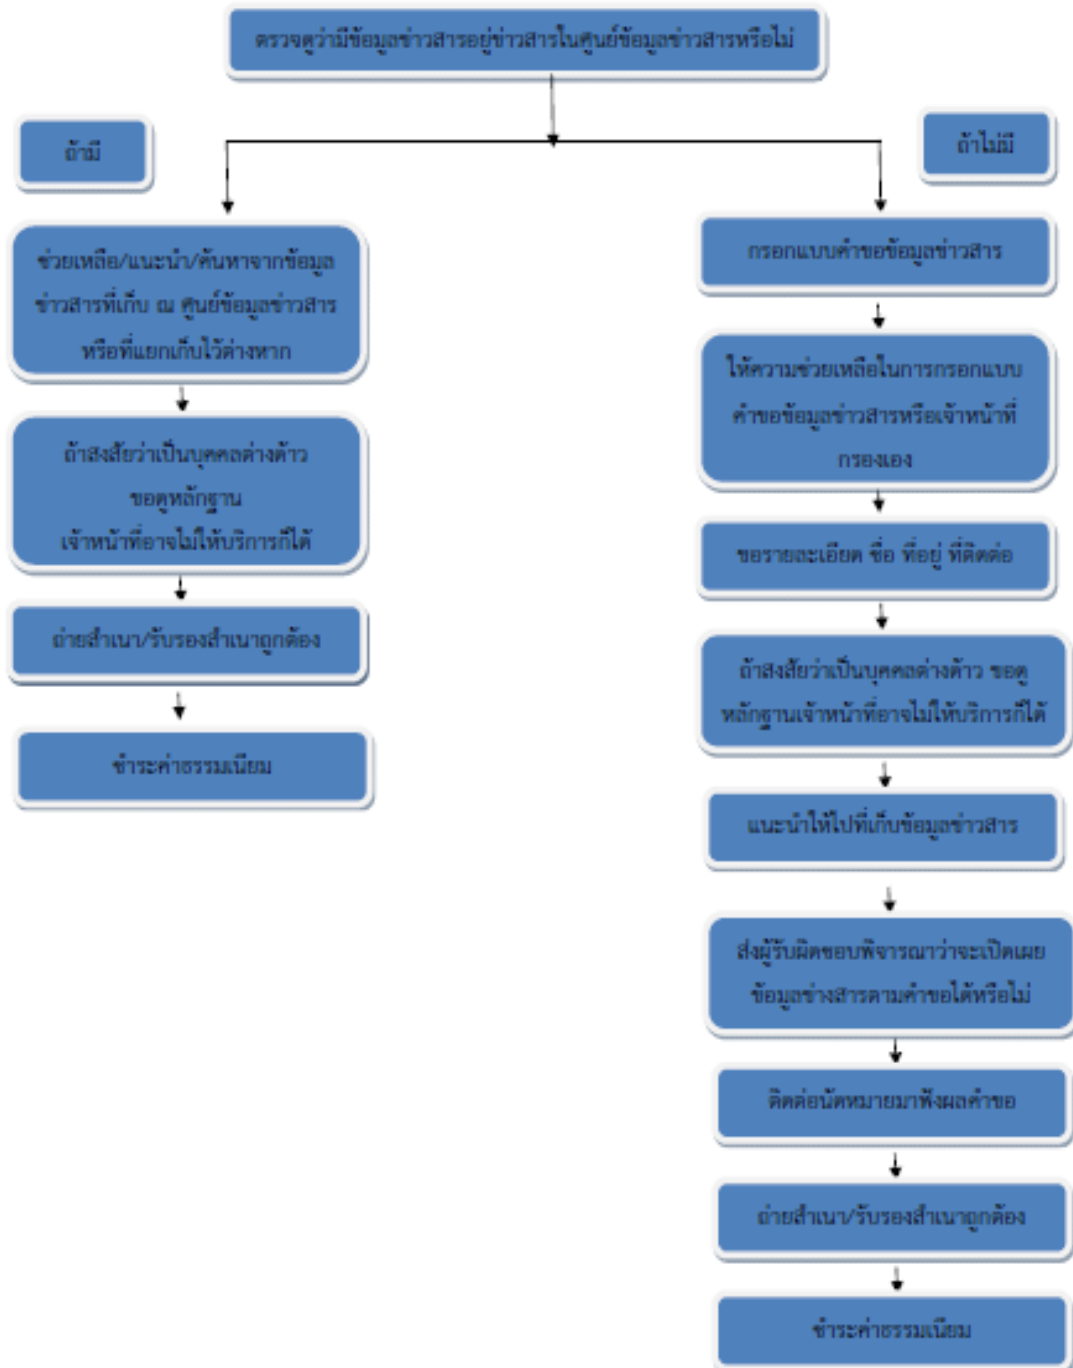 ตรวจดูว่ามีข้อมูลข่าวสารอยู่ข่าวสารในศูนย์ข้อมูลข่าวสารหรือไม่
ถ้ามี
ถ้าไม่มี
ช่วยเหลือ/แนะนำ/ค้นหาจากข้อมูล
ข่าวสารที่เก็บ ณ ศูนย์ข้อมูลข่าวสาร
หรือที่แยกเก็บไว้ต่างหาก
ถ้าสงสัยว่าเป็นบุคคลต่างด้าว
ขอดูหลักฐาน
เจ้าหน้าที่อาจไม่ให้บริการก็ได้
ถ่ายสำเนา/รับรองสำเนาถูกต้อง
ชำระค่าธรรมเนียม
กรอกแบบคำขอข้อมูลข่าวสาร
ให้ความช่วยเหลือในการกรอกแบบ
คำขอข้อมูลข่าวสารหรือเจ้าหน้าที่
กรองเอง
ขอรายละเอียด ชื่อ ที่อยู่ ที่ติดต่อ
ถ้าสงสัยว่าเป็นบุคคลต่างด้าว ขอดู
หลักฐานเจ้าหน้าที่อาจไม่ให้บริการก็ได้
แนะนำให้ไปที่เก็บข้อมูลข่าวสาร
ส่งผู้รับผิดชอบพิจารณาว่าจะเปิดเผย
ข้อมูลข่างสารตามคำขอได้หรือไม่
ติดต่อนัดหมายมาฟังผลคำขอ
ถ่ายสำเนา/รับรองสำเนาถูกต้อง
ชำระค่าธรรมเนียม